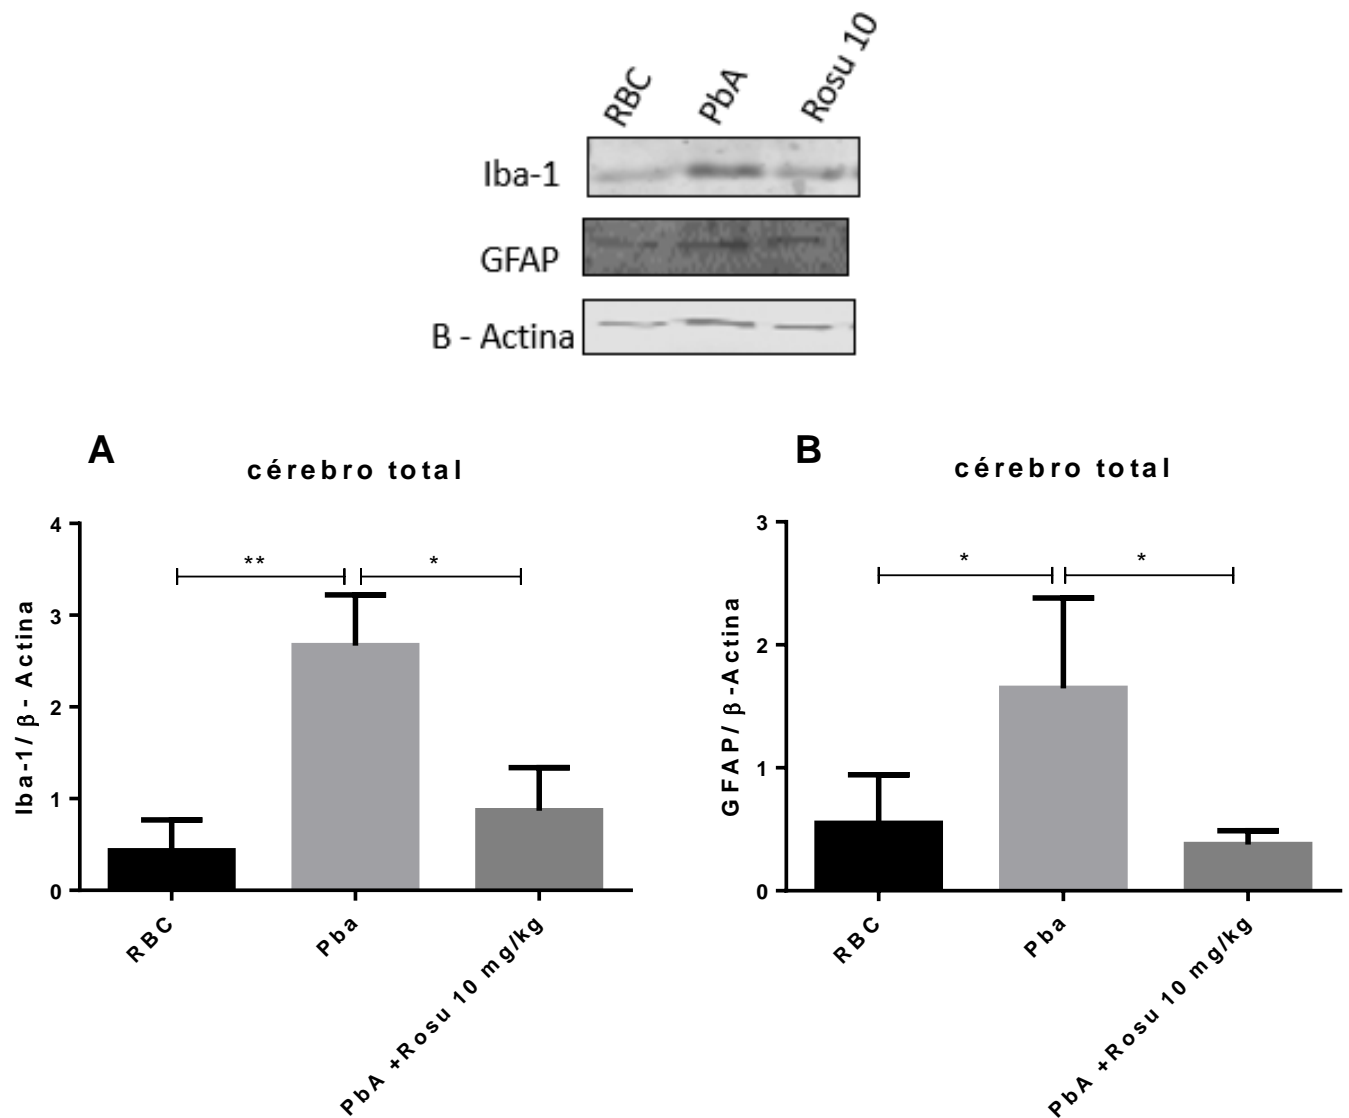 RBC
PbA
Rosu 10
Iba-1
GFAP
B - Actina
A
cérebro total
4
3
2
1
0
Iba-1/ β - Actina
**
*
RBC
Pba
PbA +Rosu 10 mg/kg
B
cérebro total
3
2
1
0
GFAP/ β -Actina
*
*
RBC
Pba
PbA +Rosu 10 mg/kg